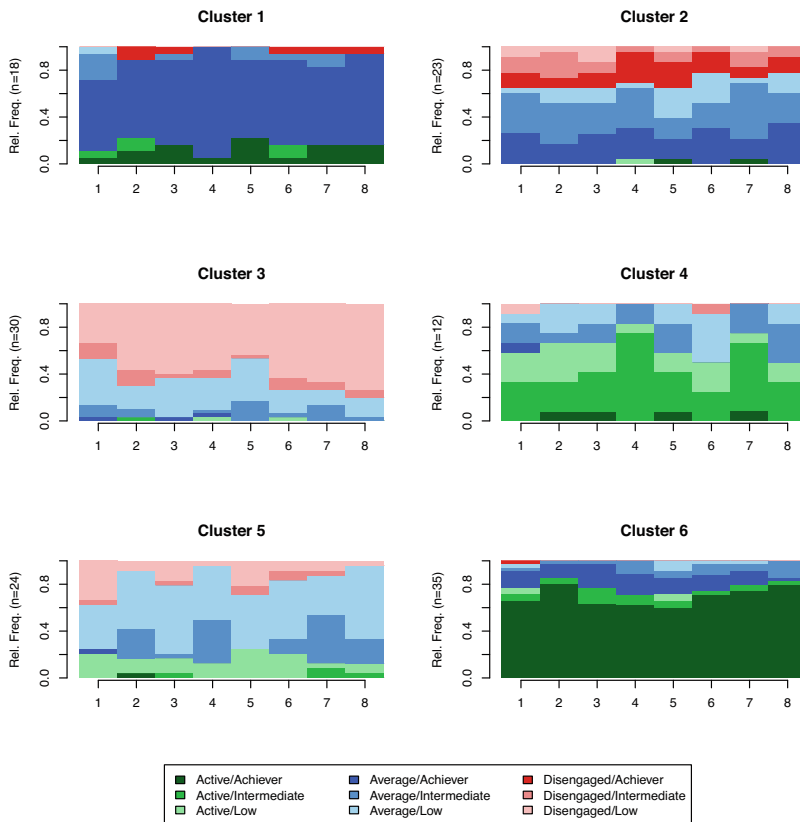 Cluster 1
Rel. Freq. (n=18)
0.0 0.4 0.8
1 2 3 4 5 6 7 8
Cluster 2
Rel. Freq. (n=23)
0.0 0.4 0.8
1 2 3 4 5 6 7 8
Cluster 3
Rel. Freq. (n=30)
0.0 0.4 0.8
1 2 3 4 5 6 7 8
Cluster 4
Rel. Freq. (n=12)
0.0 0.4 0.8
1 2 3 4 5 6 7 8
Cluster 5
Rel. Freq. (n=24)
0.0 0.4 0.8
1 2 3 4 5 6 7 8
Cluster 6
Rel. Freq. (n=35)
0.0 0.4 0.8
1 2 3 4 5 6 7 8
Active/Achiever Average/Achiever Disengaged/Achiever
Active/Intermediate Average/Intermediate Disengaged/Intermediate
Active/Low Average/Low Disengaged/Low